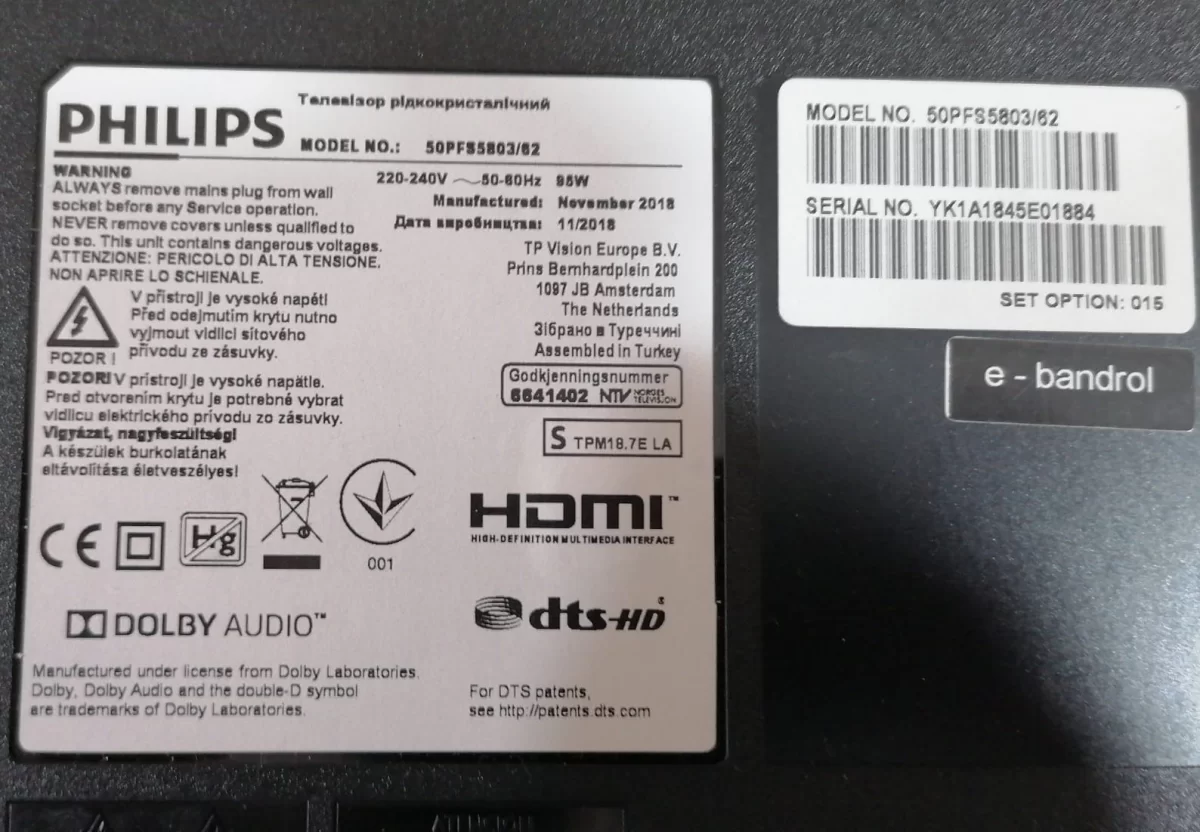 Телевізор рідкокристалічний
PHILIPS
MODEL NO.: 50PFS5803/62
WARNING
ALWAYS remove mains plug from wall
socket before any Service operation.
NEVER remove covers unless qualified to
do so. This unit contains dangerous voltages.
ATTENZIONE: PERICOLO DI ALTA TENSIONE.
NON APRIRE LO SCHIENALE.
V přístroji je vysoké napětí
Před odejmutím krytu nutno
vyjmout vidlici síťového
přívodu ze zásuvky.
POZOR !
POZOR! V prístroji je vysoké napätie.
Pred otvorením krytu je potrebné vybrať
vidlicu elektrického prívodu zo zásuvky.
Vigyázat, nagyfeszültség!
A készülek burkolatának
eltávolítása életveszélyes!
220-240V ~ 50-60Hz 95W
Manufactured: November 2018
Дата виробництва: 11/2018
TP Vision Europe B.V.
Prins Bernhardplein 200
1097 JB Amsterdam
The Netherlands
Зібрано в Туреччині
Assembled in Turkey
Godkjenningsnummer
6641402 NTV NORGES TELEVISJON
S TPM18.7E LA
CE
Hg
001
HDMI™
HIGH-DEFINITION MULTIMEDIA INTERFACE
DOLBY AUDIO™
dts-HD
Manufactured under license from Dolby Laboratories.
Dolby, Dolby Audio and the double-D symbol
are trademarks of Dolby Laboratories.
For DTS patents,
see http://patents.dts.com
MODEL NO. 50PFS5803/62
SERIAL NO. YK1A1845E01884
SET OPTION: 015
e - bandrol